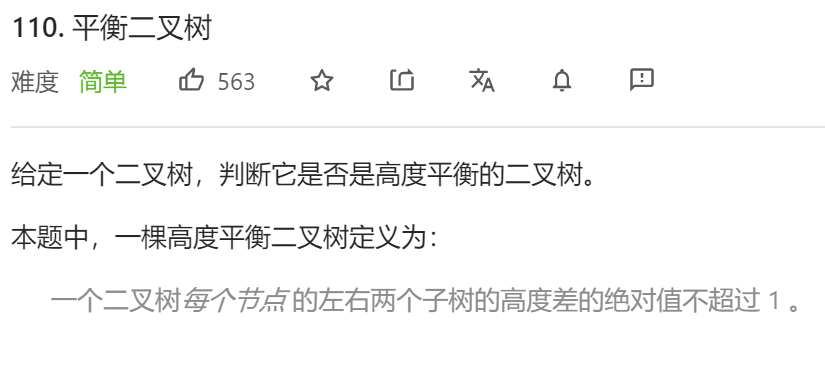 110. 平衡二叉树
难度 简单 563
给定一个二叉树，判断它是否是高度平衡的二叉树。
本题中，一棵高度平衡二叉树定义为：
一个二叉树每个节点 的左右两个子树的高度差的绝对值不超过 1 。